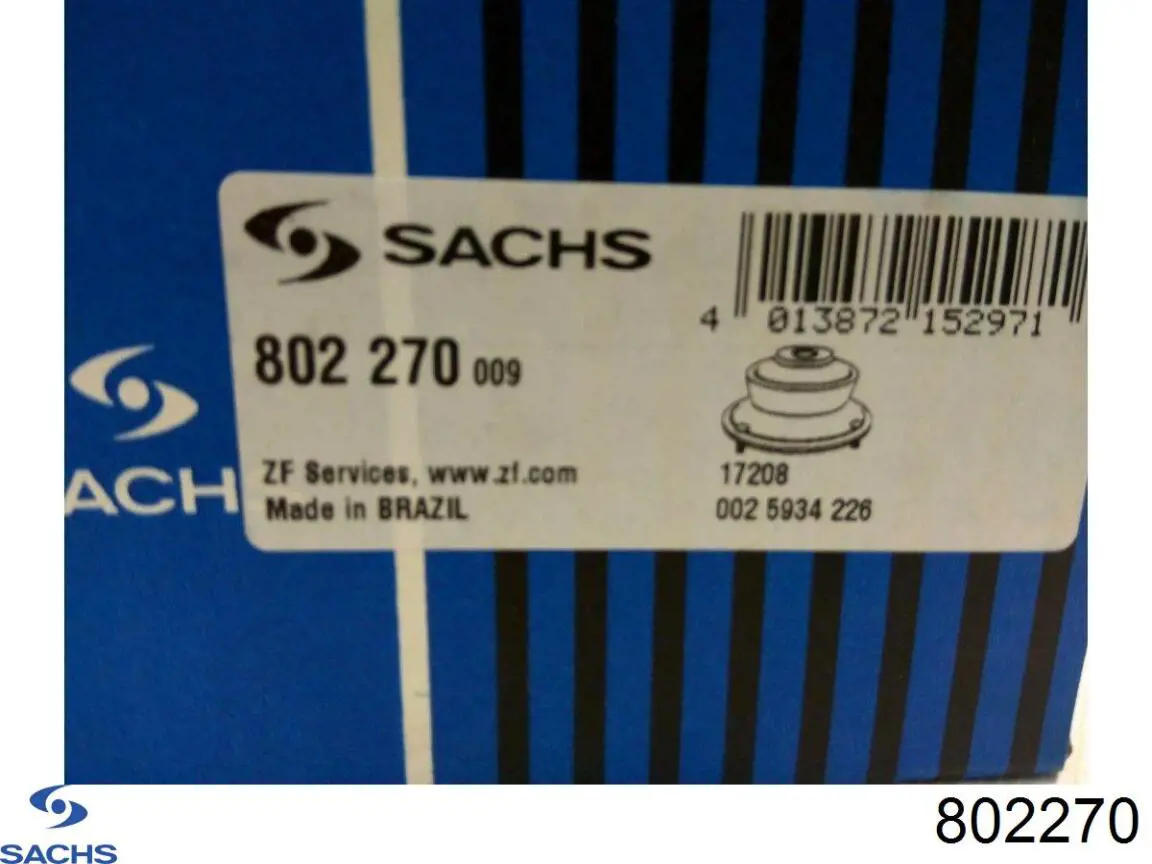 SACHS
4 013872 152971
802 270 009
ACH
ZF Services, www.zf.com
Made in BRAZIL
17208
002 5934 226
SACHS
802270